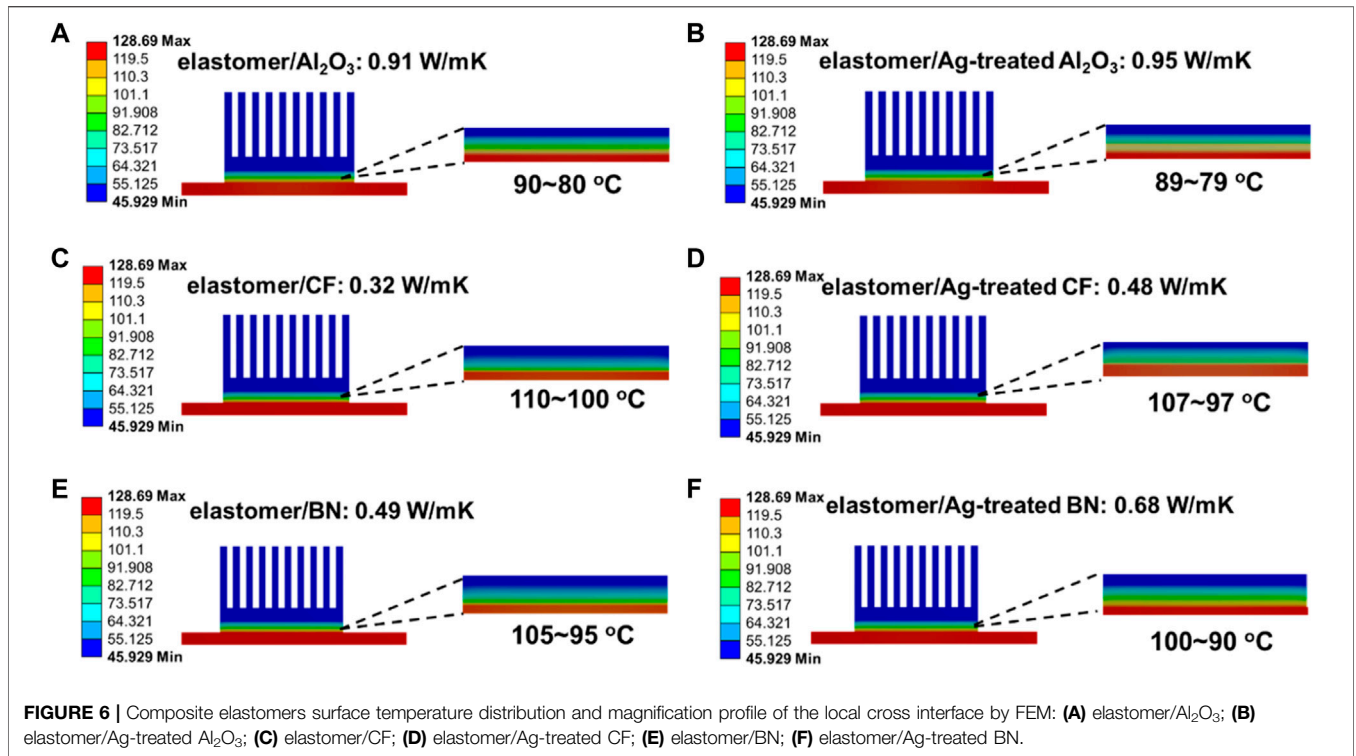 A
128.69 Max
119.5
110.3
101.1
91.908
82.712
73.517
64.321
55.125
45.929 Min
elastomer/Al₂O₃: 0.91 W/mK
90~80 °C
B
128.69 Max
119.5
110.3
101.1
91.908
82.712
73.517
64.321
55.125
45.929 Min
elastomer/Ag-treated Al₂O₃: 0.95 W/mK
89~79 °C
C
128.69 Max
119.5
110.3
101.1
91.908
82.712
73.517
64.321
55.125
45.929 Min
elastomer/CF: 0.32 W/mK
110~100 °C
D
128.69 Max
119.5
110.3
101.1
91.908
82.712
73.517
64.321
55.125
45.929 Min
elastomer/Ag-treated CF: 0.48 W/mK
107~97 °C
E
128.69 Max
119.5
110.3
101.1
91.908
82.712
73.517
64.321
55.125
45.929 Min
elastomer/BN: 0.49 W/mK
105~95 °C
F
128.69 Max
119.5
110.3
101.1
91.908
82.712
73.517
64.321
55.125
45.929 Min
elastomer/Ag-treated BN: 0.68 W/mK
100~90 °C
FIGURE 6 | Composite elastomers surface temperature distribution and magnification profile of the local cross interface by FEM: (A) elastomer/Al₂O₃; (B)
elastomer/Ag-treated Al₂O₃; (C) elastomer/CF; (D) elastomer/Ag-treated CF; (E) elastomer/BN; (F) elastomer/Ag-treated BN.